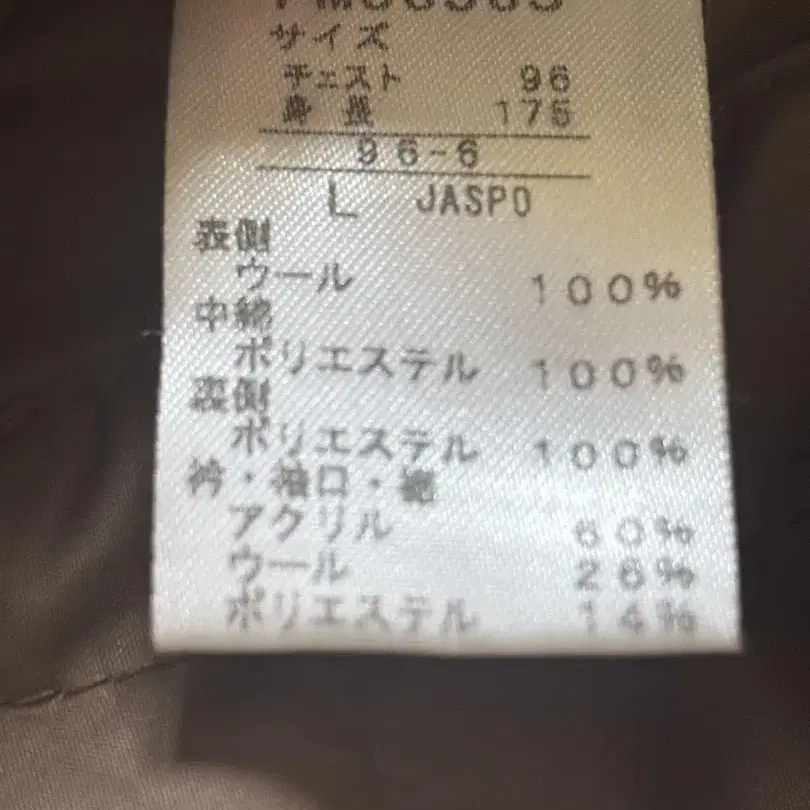 サイズ
チェスト 96
身長 175
96-6
L JASPO
表側
ウール 100%
中綿
ポリエステル 100%
裏側
ポリエステル 100%
衿・袖口・裾
アクリル 60%
ウール 26%
ポリエステル 14%